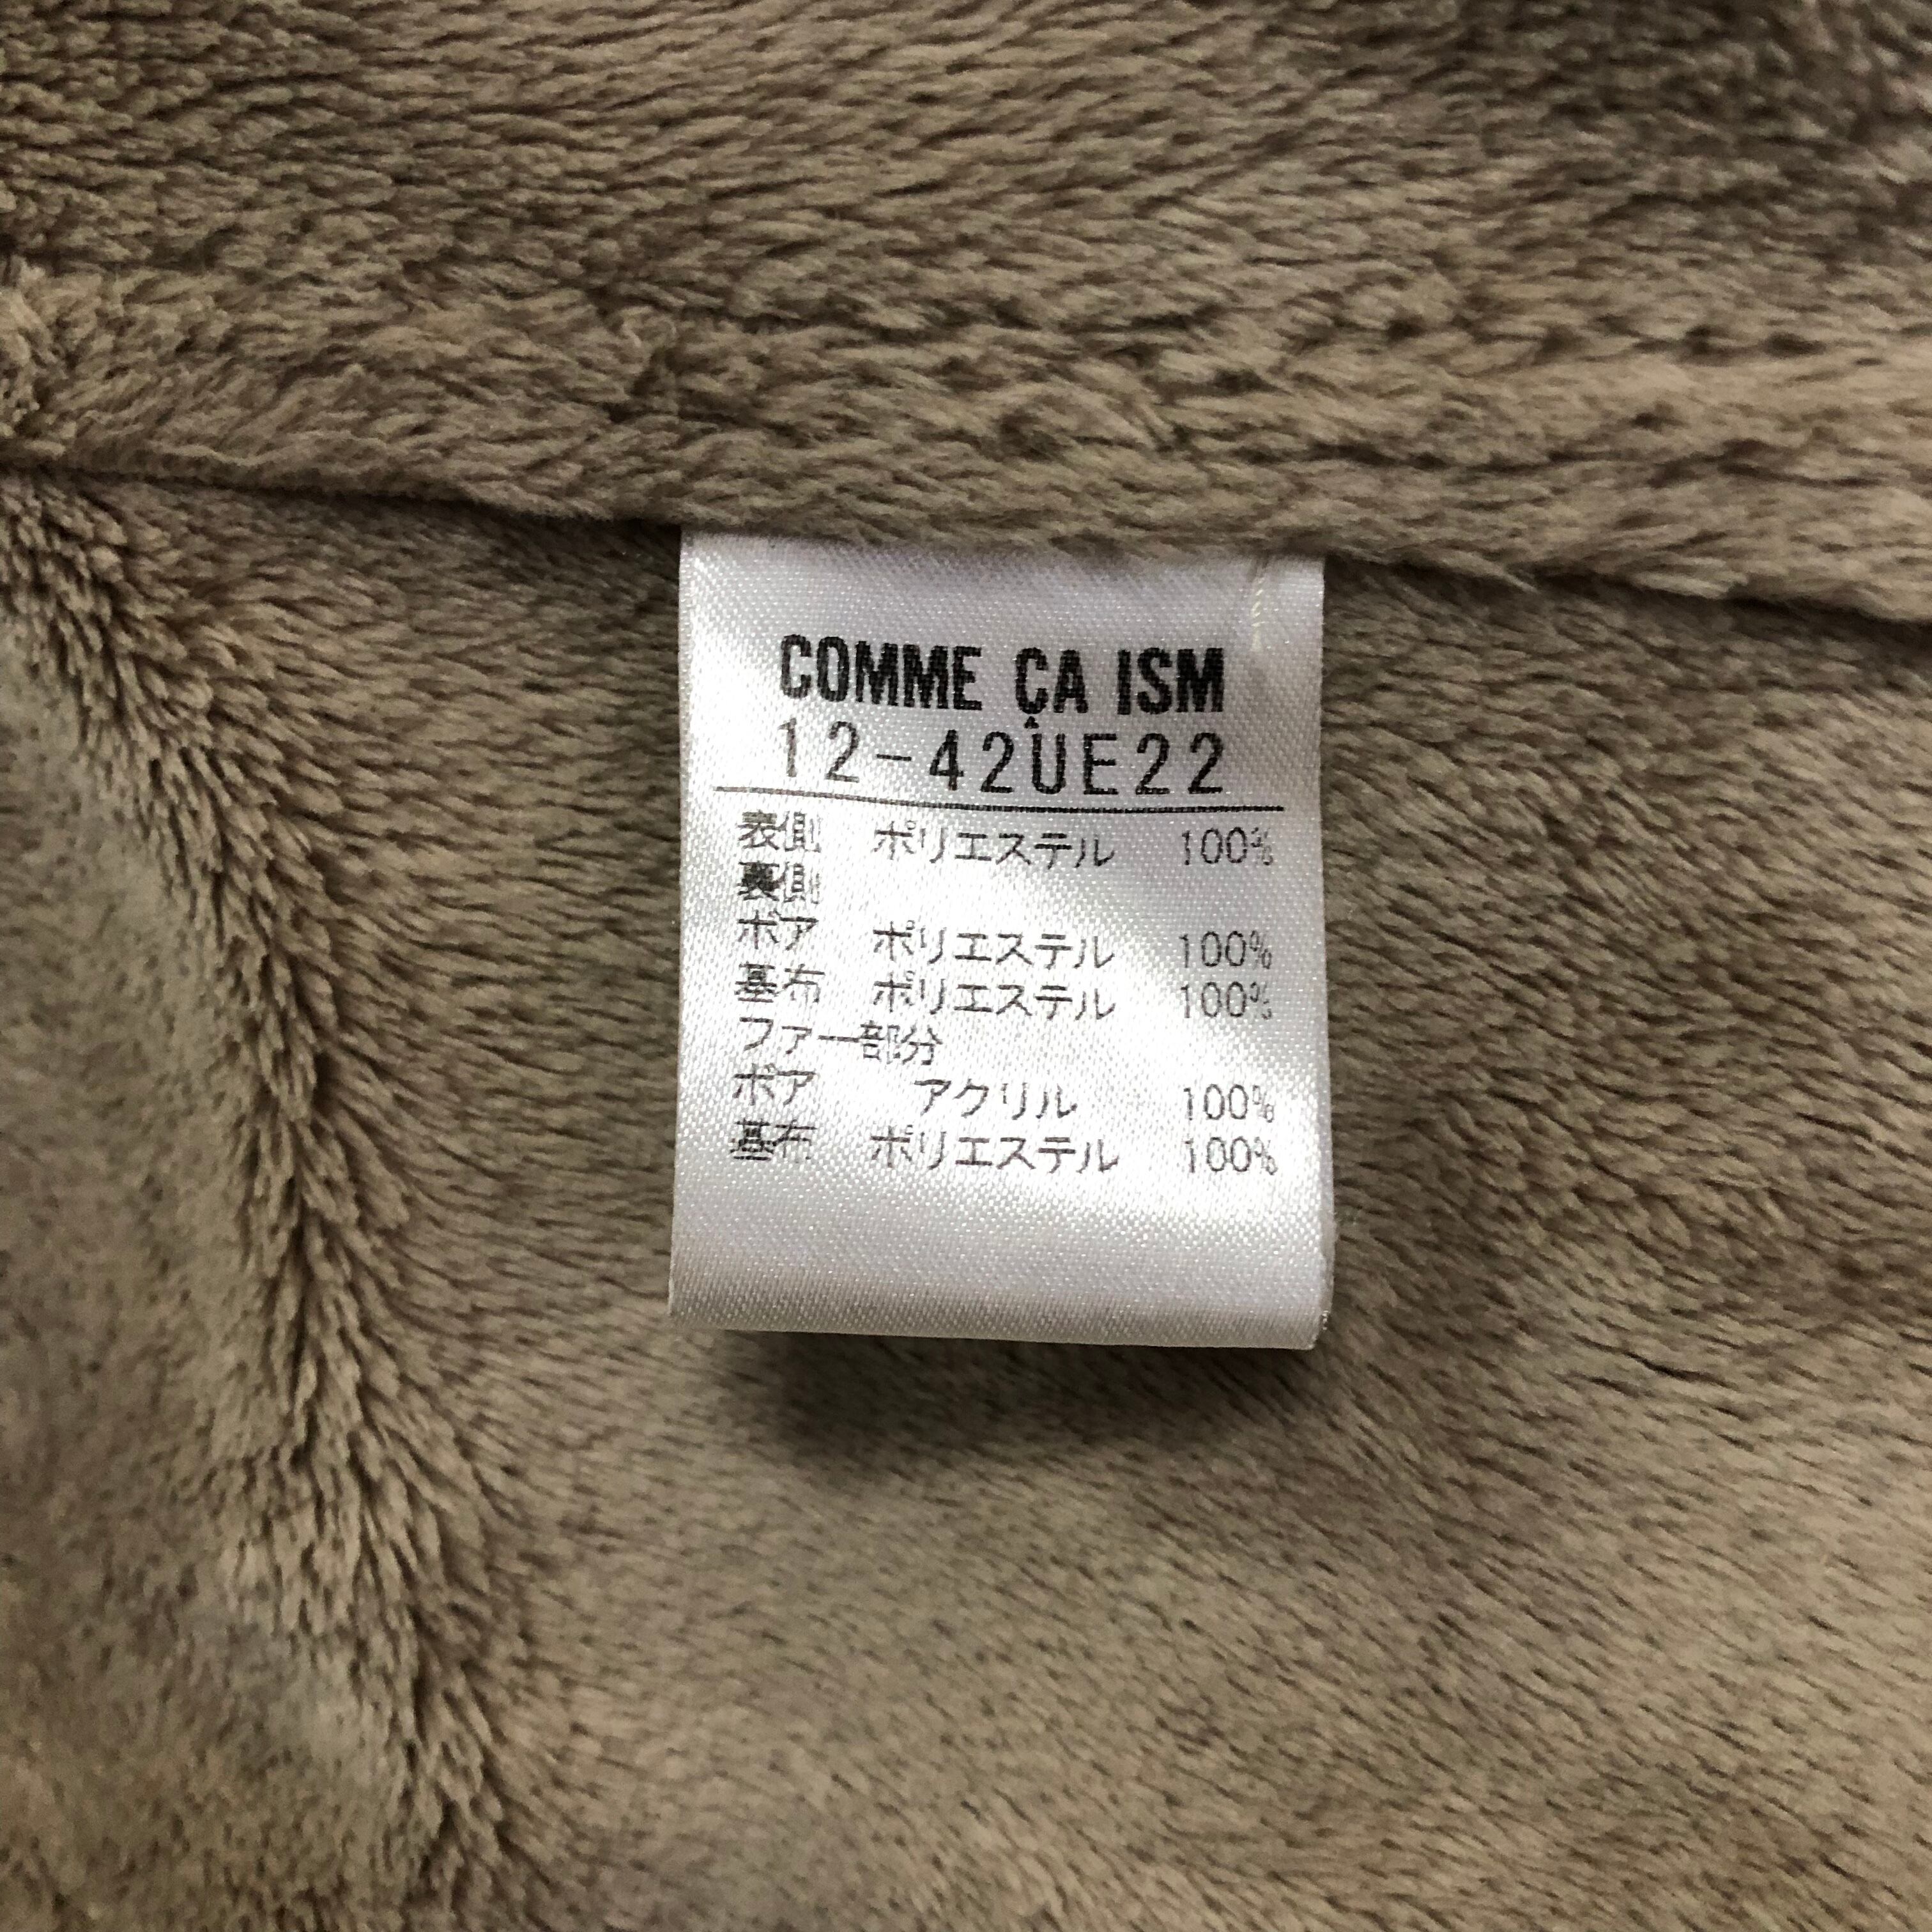 COMME ÇA ISM
12-42UE22
表側 ポリエステル 100%
裏側
ボア ポリエステル 100%
基布 ポリエステル 100%
ファー部分
ボア アクリル 100%
基布 ポリエステル 100%